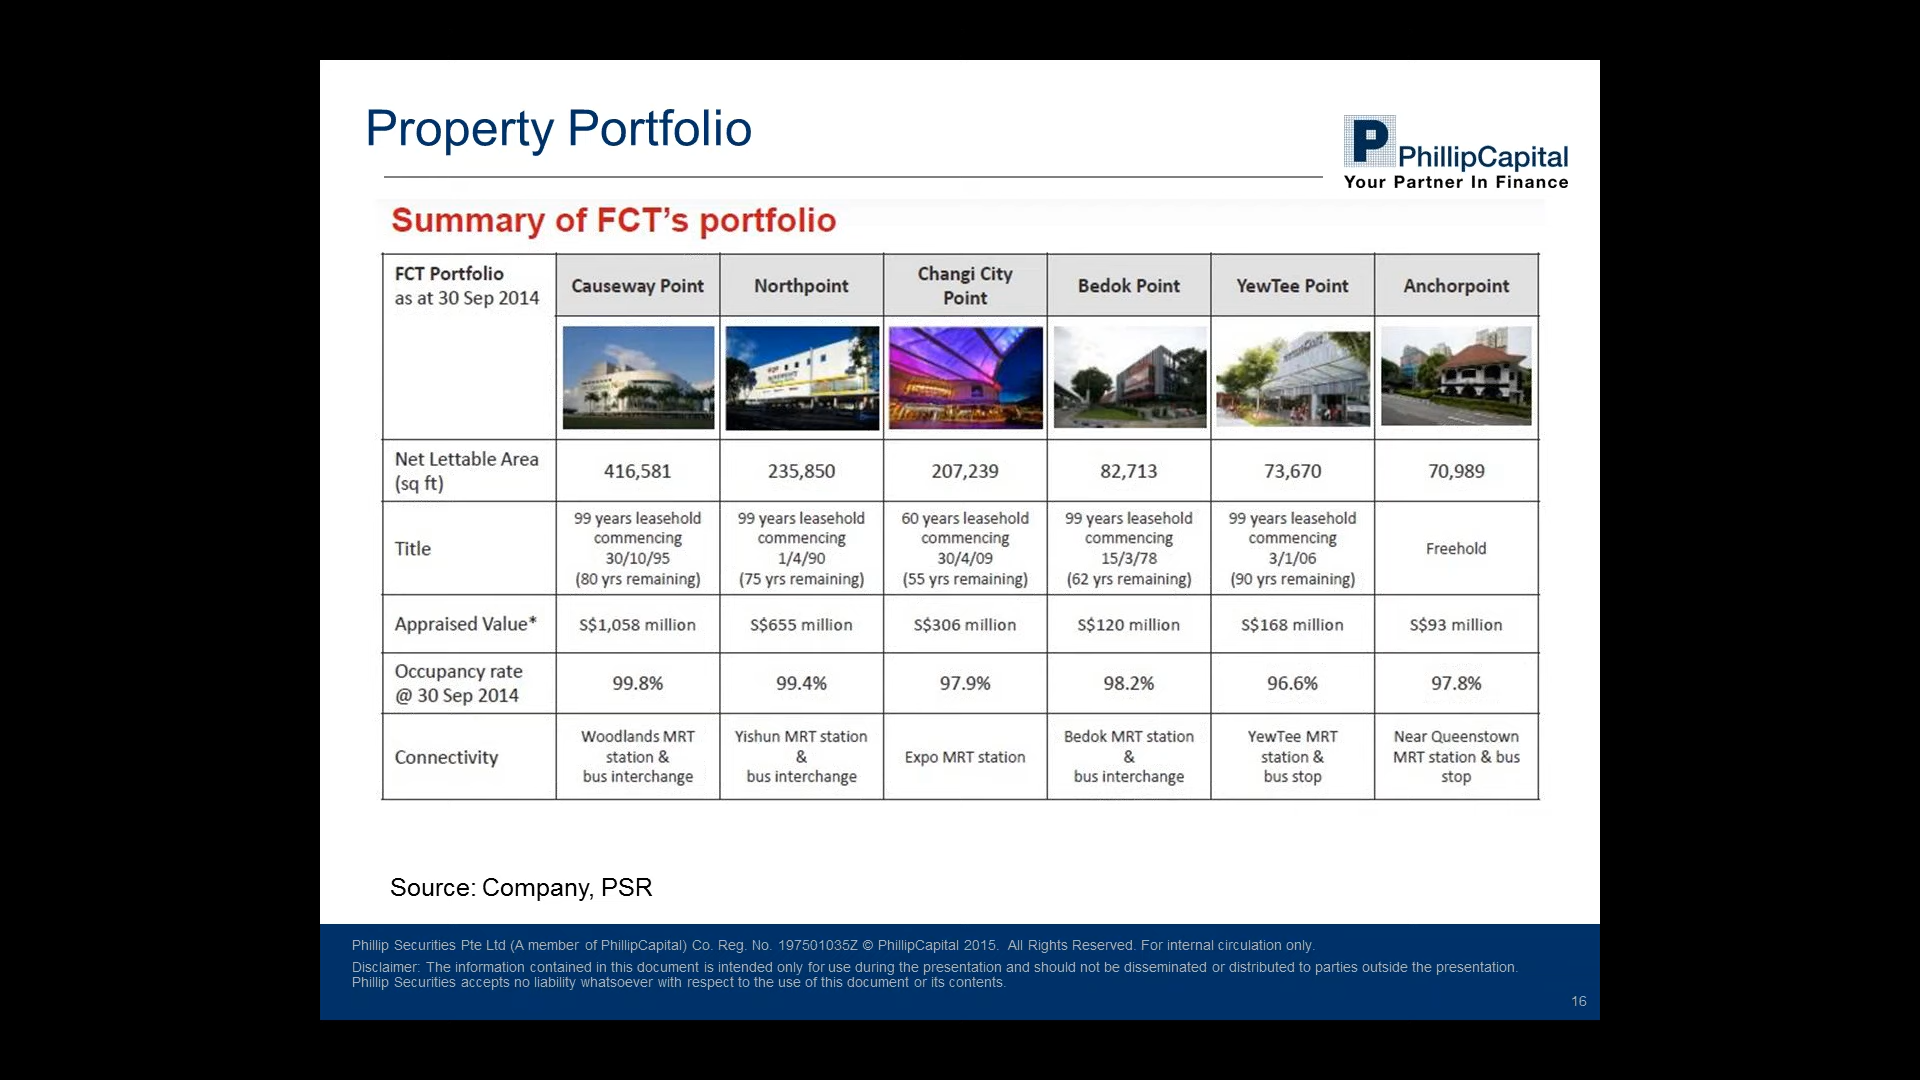 Property Portfolio
P
PhillipCapital
Your Partner In Finance
Summary of FCT's portfolio
FCT Portfolio
as at 30 Sep 2014
Causeway Point
Northpoint
Changi City
Point
Bedok Point
YewTee Point
Anchorpoint
Net Lettable Area
(sq ft)
416,581
235,850
207,239
82,713
73,670
70,989
Title
99 years leasehold
commencing
30/10/95
(80 yrs remaining)
99 years leasehold
commencing
1/4/90
(75 yrs remaining)
60 years leasehold
commencing
30/4/09
(55 yrs remaining)
99 years leasehold
commencing
15/3/78
(62 yrs remaining)
99 years leasehold
commencing
3/1/06
(90 yrs remaining)
Freehold
Appraised Value*
S$1,058 million
S$655 million
S$306 million
S$120 million
S$168 million
S$93 million
Occupancy rate
@ 30 Sep 2014
99.8%
99.4%
97.9%
98.2%
96.6%
97.8%
Connectivity
Woodlands MRT
station &
bus interchange
Yishun MRT station
&
bus interchange
Expo MRT station
Bedok MRT station
&
bus interchange
YewTee MRT
station &
bus stop
Near Queenstown
MRT station & bus
stop
Source: Company, PSR
Phillip Securities Pte Ltd (A member of PhillipCapital) Co. Reg. No. 197501035Z © PhillipCapital 2015. All Rights Reserved. For internal circulation only.
Disclaimer: The information contained in this document is intended only for use during the presentation and should not be disseminated or distributed to parties outside the presentation.
Phillip Securities accepts no liability whatsoever with respect to the use of this document or its contents.
16